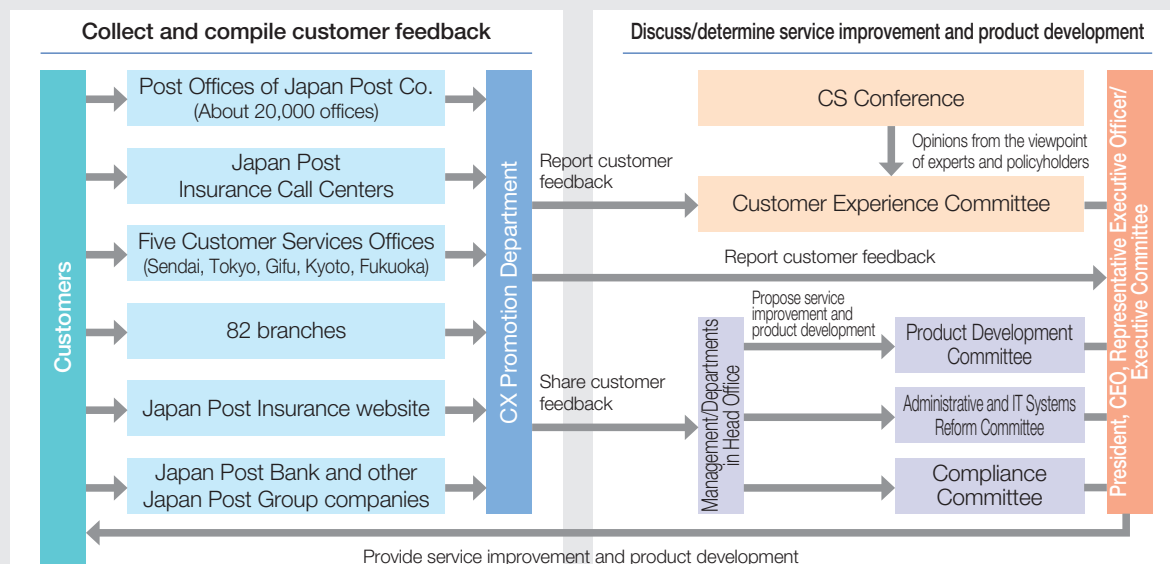 Collect and compile customer feedback
Customers
Post Offices of Japan Post Co.
(About 20,000 offices)
Japan Post
Insurance Call Centers
Five Customer Services Offices
(Sendai, Tokyo, Gifu, Kyoto, Fukuoka)
82 branches
Japan Post Insurance website
Japan Post Bank and other
Japan Post Group companies
CX Promotion Department
Report customer
feedback
Share customer
feedback
Discuss/determine service improvement and product development
CS Conference
Opinions from the viewpoint
of experts and policyholders
Customer Experience Committee
Report customer feedback
Management/Departments
in Head Office
Propose service
improvement and
product development
Product Development
Committee
Administrative and IT Systems
Reform Committee
Compliance
Committee
President, CEO, Representative Executive Officer/
Executive Committee
Provide service improvement and product development